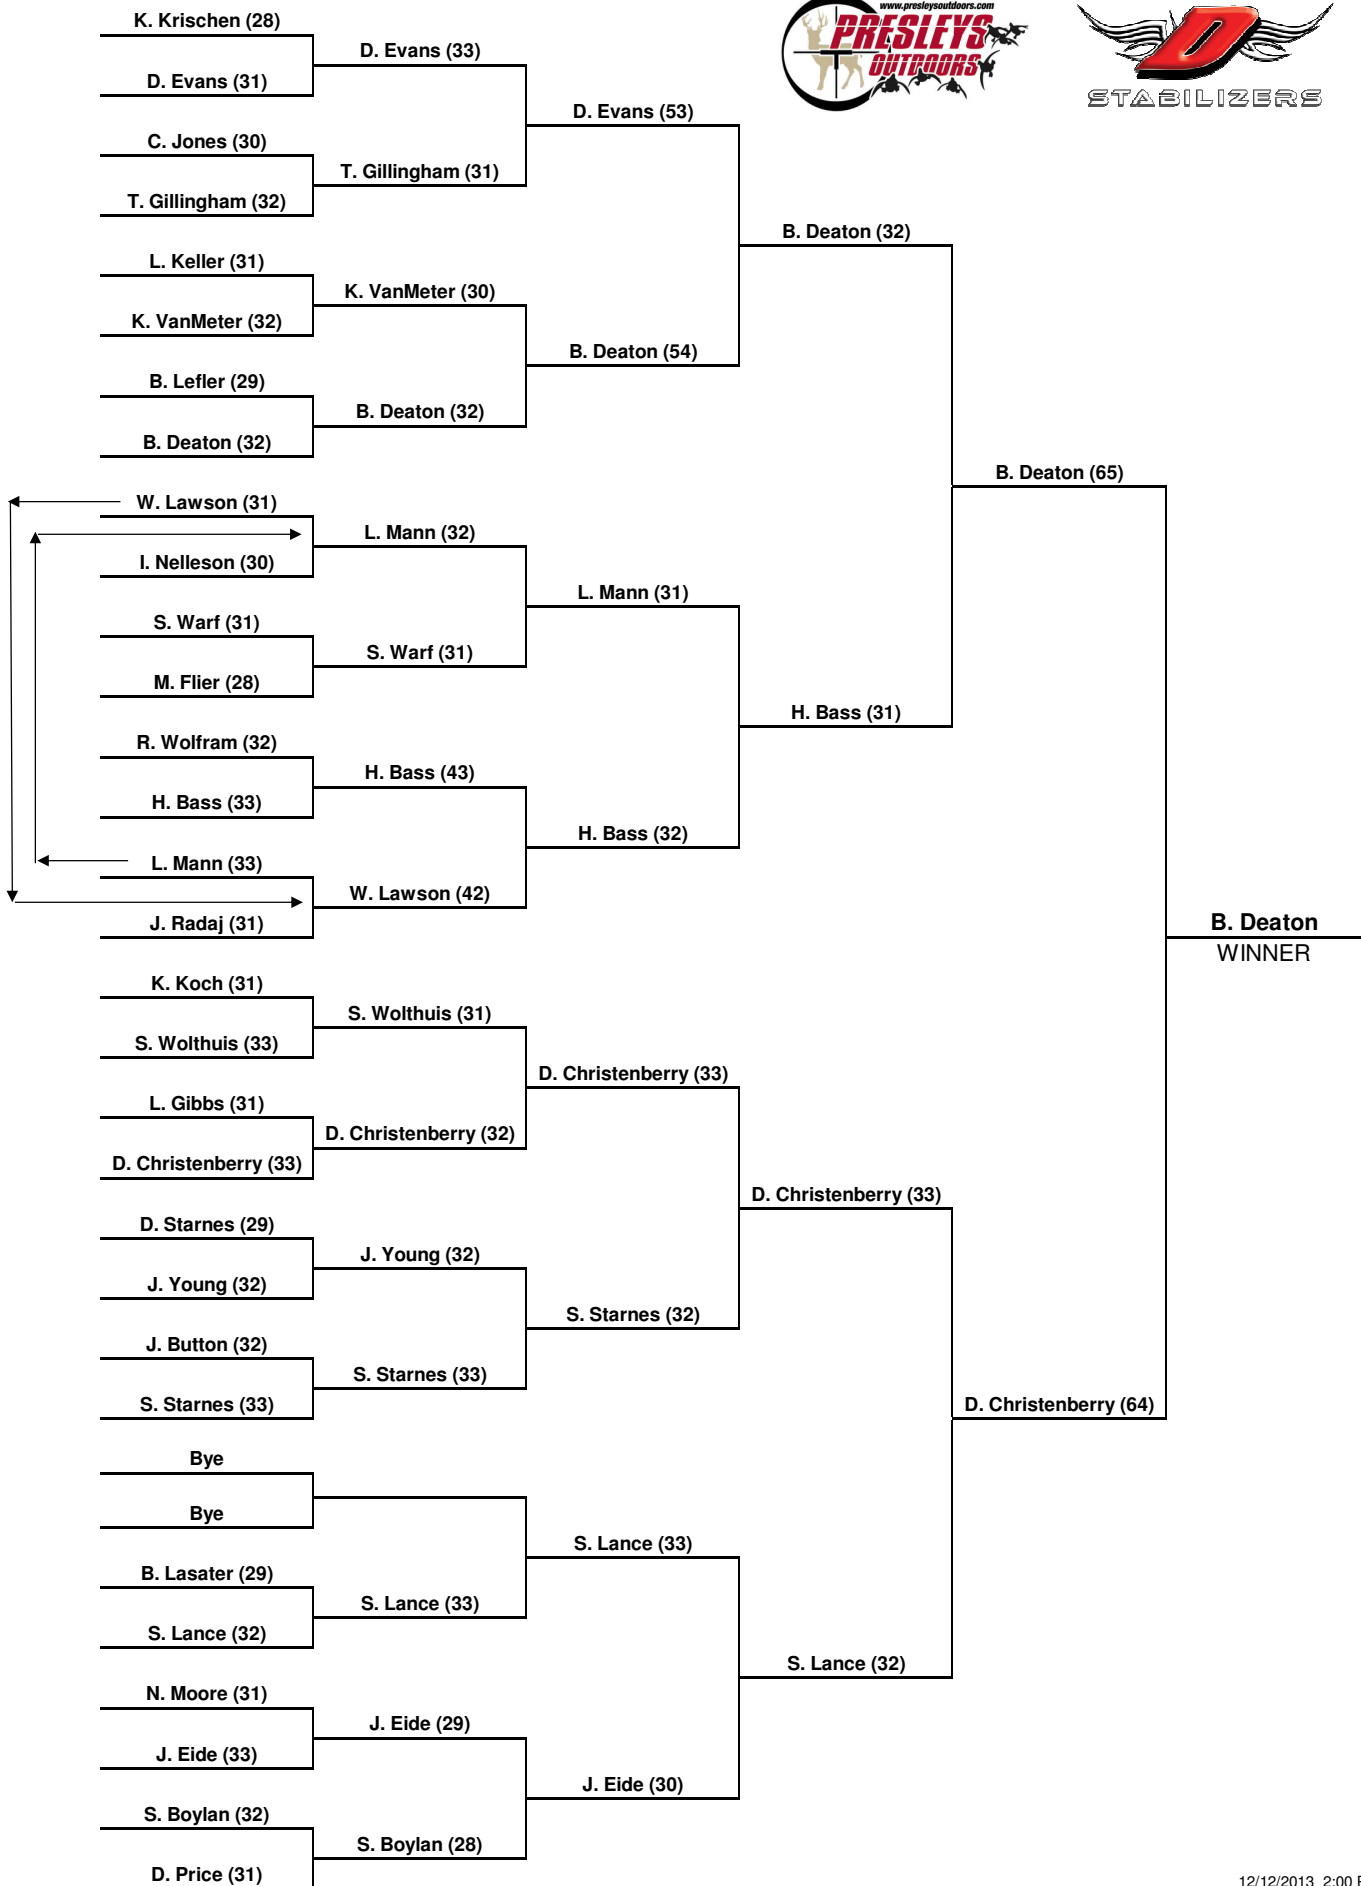 www.presleysoutdoors.com
PRESLEYS
OUTDOORS
D
STABILIZERS
K. Krischen (28)
D. Evans (31)
C. Jones (30)
T. Gillingham (32)
L. Keller (31)
K. VanMeter (32)
B. Lefler (29)
B. Deaton (32)
W. Lawson (31)
I. Nelleson (30)
S. Warf (31)
M. Flier (28)
R. Wolfram (32)
H. Bass (33)
L. Mann (33)
J. Radaj (31)
K. Koch (31)
S. Wolthuis (33)
L. Gibbs (31)
D. Christenberry (33)
D. Starnes (29)
J. Young (32)
J. Button (32)
S. Starnes (33)
Bye
Bye
B. Lasater (29)
S. Lance (32)
N. Moore (31)
J. Eide (33)
S. Boylan (32)
D. Price (31)
D. Evans (33)
T. Gillingham (31)
K. VanMeter (30)
B. Deaton (32)
L. Mann (32)
S. Warf (31)
H. Bass (43)
W. Lawson (42)
S. Wolthuis (31)
D. Christenberry (32)
J. Young (32)
S. Starnes (33)
S. Lance (33)
J. Eide (29)
S. Boylan (28)
D. Evans (53)
B. Deaton (54)
L. Mann (31)
H. Bass (32)
D. Christenberry (33)
S. Starnes (32)
S. Lance (33)
J. Eide (30)
B. Deaton (32)
H. Bass (31)
D. Christenberry (33)
S. Lance (32)
B. Deaton (65)
D. Christenberry (64)
B. Deaton
WINNER
12/12/2013 2:00